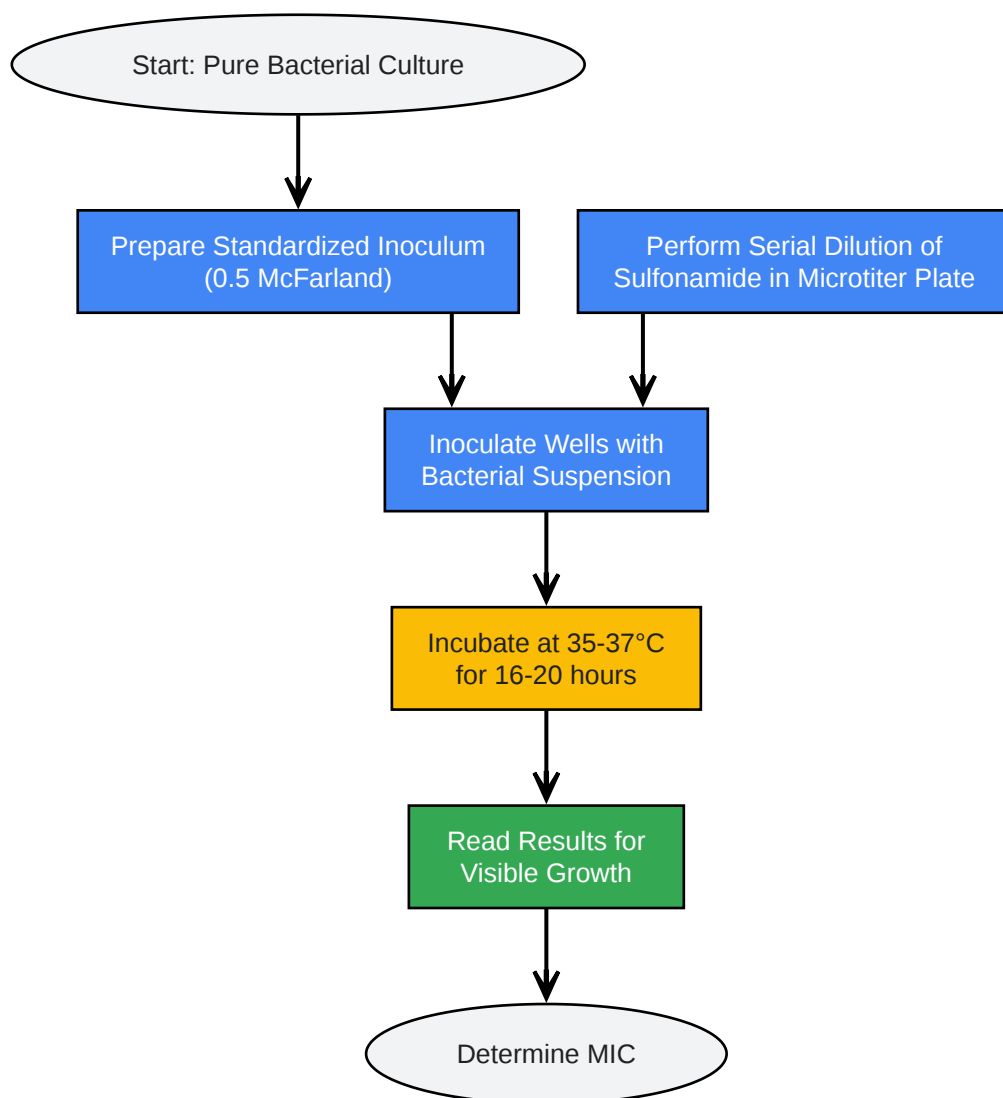 Start: Pure Bacterial Culture
Prepare Standardized Inoculum
(0.5 McFarland)
Perform Serial Dilution of
Sulfonamide in Microtiter Plate
Inoculate Wells with
Bacterial Suspension
Incubate at 35-37°C
for 16-20 hours
Read Results for
Visible Growth
Determine MIC